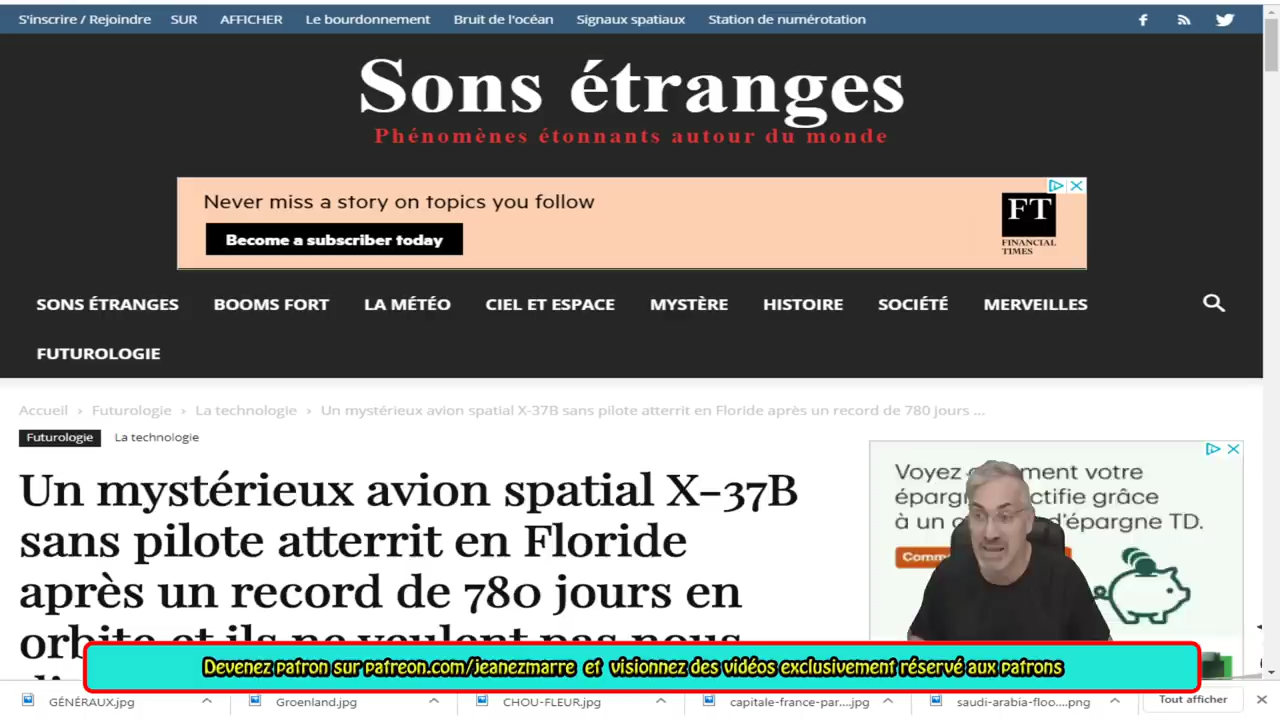 S'inscrire / Rejoindre SUR AFFICHER Le bourdonnement Bruit de l'océan Signaux spatiaux Station de numérotation
Sons étranges
Phénomènes étonnants autour du monde
Never miss a story on topics you follow
Become a subscriber today
FT
FINANCIAL
TIMES
SONS ÉTRANGES BOOMS FORT LA MÉTÉO CIEL ET ESPACE MYSTÈRE HISTOIRE SOCIÉTÉ MERVEILLES
FUTUROLOGIE
Accueil › Futurologie › La technologie › Un mystérieux avion spatial X-37B sans pilote atterrit en Floride après un record de 780 jours ...
Futurologie La technologie
Un mystérieux avion spatial X-37B
sans pilote atterrit en Floride
après un record de 780 jours en
orbite et ils ne veulent pas nous
Voyez votre
grâce
à un d'épargne TD.
Devenez patron sur patreon.com/jeanezmarre et visionnez des vidéos exclusivement réservé aux patrons
GÉNÉRAUX.jpg Groenland.jpg CHOU-FLEUR.jpg capitale-france-par....jpg saudi-arabia-floo....png Tout afficher